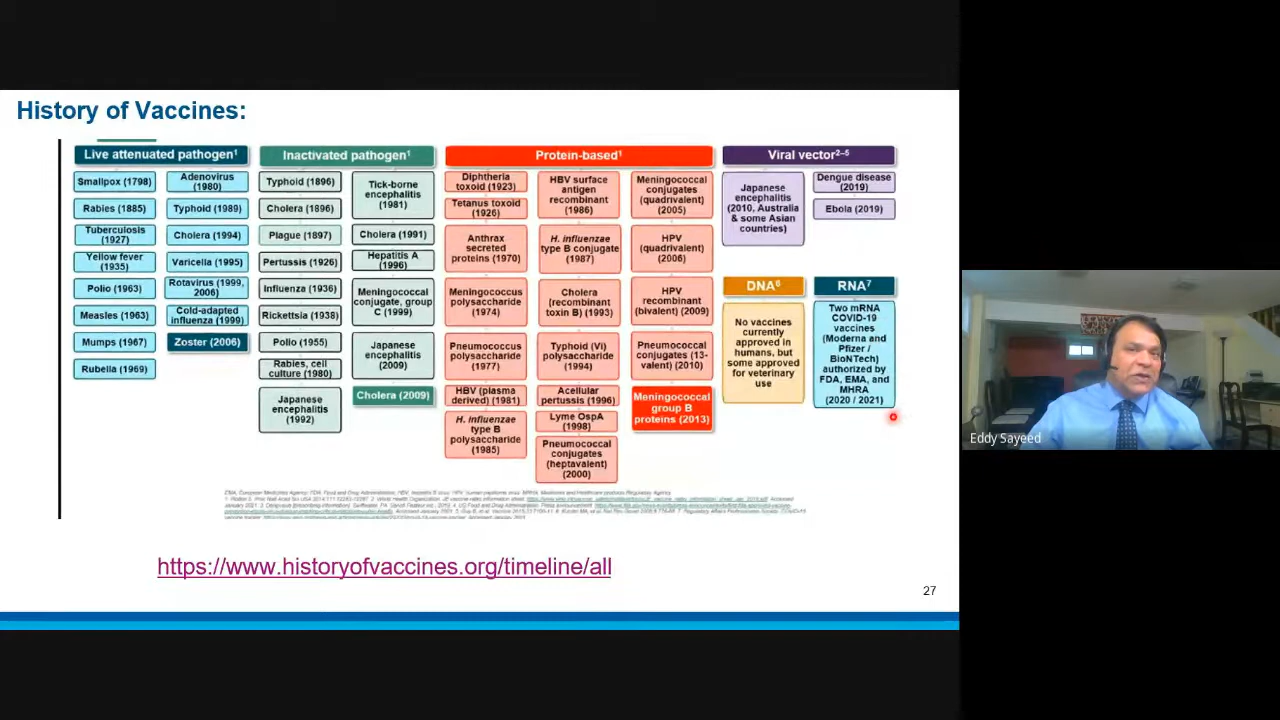 History of Vaccines:
Live attenuated pathogen¹
Smallpox (1798)
Rabies (1885)
Tuberculosis
(1927)
Yellow fever
(1935)
Polio (1963)
Measles (1963)
Mumps (1967)
Rubella (1969)
Adenovirus
(1980)
Typhoid (1989)
Cholera (1994)
Varicella (1995)
Rotavirus (1999,
2006)
Cold-adapted
influenza (1999)
Zoster (2006)
Inactivated pathogen¹
Typhoid (1896)
Cholera (1896)
Plague (1897)
Pertussis (1926)
Influenza (1936)
Rickettsia (1938)
Polio (1955)
Rabies, cell
culture (1980)
Japanese
encephalitis
(1992)
Tick-borne
encephalitis
(1981)
Cholera (1991)
Hepatitis A
(1996)
Meningococcal
conjugate, group
C (1999)
Japanese
encephalitis
(2009)
Cholera (2009)
Protein-based¹
Diphtheria
toxoid (1923)
Tetanus toxoid
(1926)
Anthrax
secreted
proteins (1970)
Meningococcus
polysaccharide
(1974)
Pneumococcus
polysaccharide
(1977)
HBV (plasma
derived) (1981)
H. influenzae
type B
polysaccharide
(1985)
HBV surface
antigen
recombinant
(1986)
H. influenzae
type B conjugate
(1987)
Cholera
(recombinant
toxin B) (1993)
Typhoid (Vi)
polysaccharide
(1994)
Acellular
pertussis (1996)
Lyme OspA
(1998)
Pneumococcal
conjugates
(heptavalent)
(2000)
Meningococcal
conjugates
(quadrivalent)
(2005)
HPV
(quadrivalent)
(2006)
HPV
recombinant
(bivalent) (2009)
Pneumococcal
conjugates (13-
valent) (2010)
Meningococcal
group B
proteins (2013)
Viral vector²⁻⁵
Japanese
encephalitis
(2010, Australia
& some Asian
countries)
Dengue disease
(2019)
Ebola (2019)
DNA⁶
No vaccines
currently
approved in
humans, but
some approved
for veterinary
use
RNA⁷
Two mRNA
COVID-19
vaccines
(Moderna and
Pfizer /
BioNTech)
authorized by
FDA, EMA, and
MHRA
(2020 / 2021)
https://www.historyofvaccines.org/timeline/all
27
Eddy Sayeed